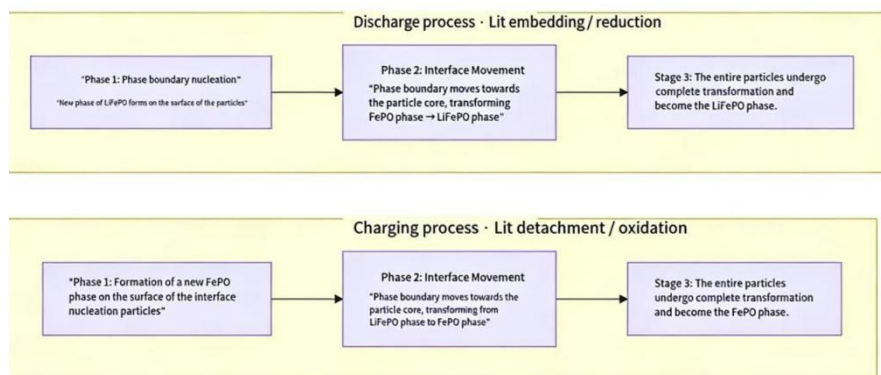 Discharge process · Lit embedding / reduction
"Phase 1: Phase boundary nucleation"
"New phase of LiFePO forms on the surface of the particles"
Phase 2: Interface Movement
"Phase boundary moves towards
the particle core, transforming
FePO phase → LiFePO phase"
Stage 3: The entire particles undergo
complete transformation and
become the LiFePO phase.
Charging process · Lit detachment / oxidation
"Phase 1: Formation of a new FePO
phase on the surface of the interface
nucleation particles"
Phase 2: Interface Movement
"Phase boundary moves towards the
particle core, transforming from
LiFePO phase to FePO phase"
Stage 3: The entire particles
undergo complete transformation
and become the FePO phase.